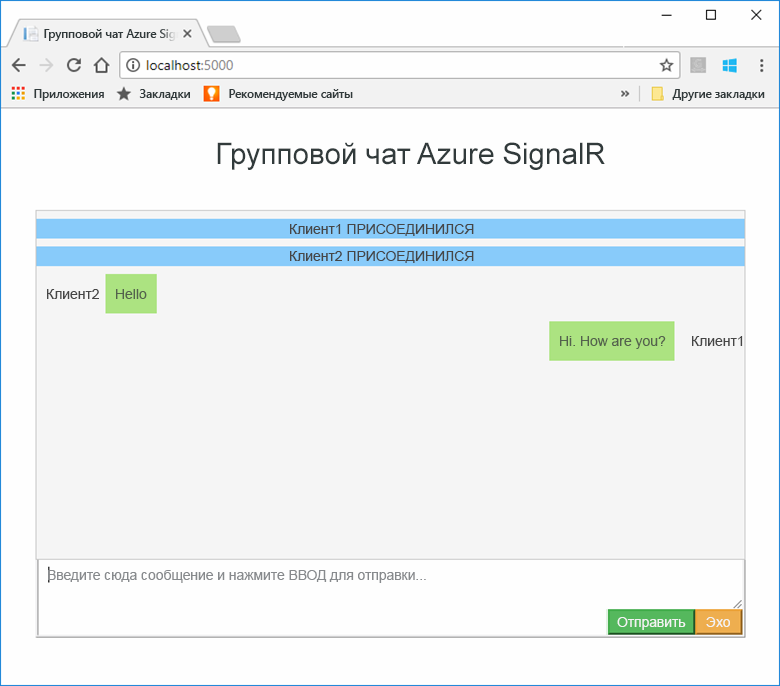 Групповой чат Azure Sig
localhost:5000
Приложения Закладки Рекомендуемые сайты » Другие закладки
Групповой чат Azure SignalR
Клиент1 ПРИСОЕДИНИЛСЯ
Клиент2 ПРИСОЕДИНИЛСЯ
Клиент2 Hello
Hi. How are you? Клиент1
Введите сюда сообщение и нажмите ВВОД для отправки...
Отправить Эхо